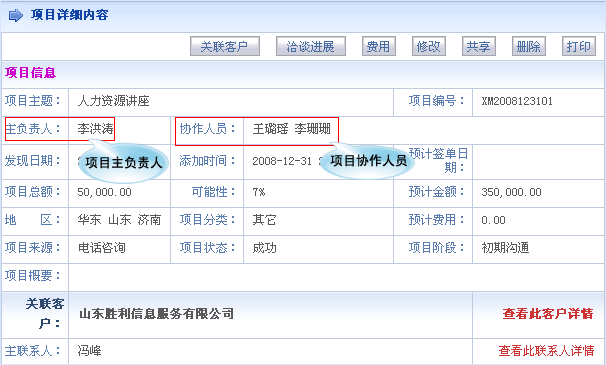 项目详细内容
关联客户 洽谈进展 费用 修改 共享 删除 打印
项目信息
项目主题： 人力资源讲座 项目编号： XM2008123101
主负责人： 李洪涛 协作人员： 王璐瑶 李珊珊
项目主负责人 项目协作人员
发现日期： 添加时间： 2008-12-31 预计签单日
期：
项目总额： 50,000.00 可能性： 7% 预计金额： 350,000.00
地 区： 华东 山东 济南 项目分类： 其它 预计费用： 0.00
项目来源： 电话咨询 项目状态： 成功 项目阶段： 初期沟通
项目概要：
关联客
户： 山东胜利信息服务有限公司 查看此客户详情
主联系人： 冯峰 查看此联系人详情